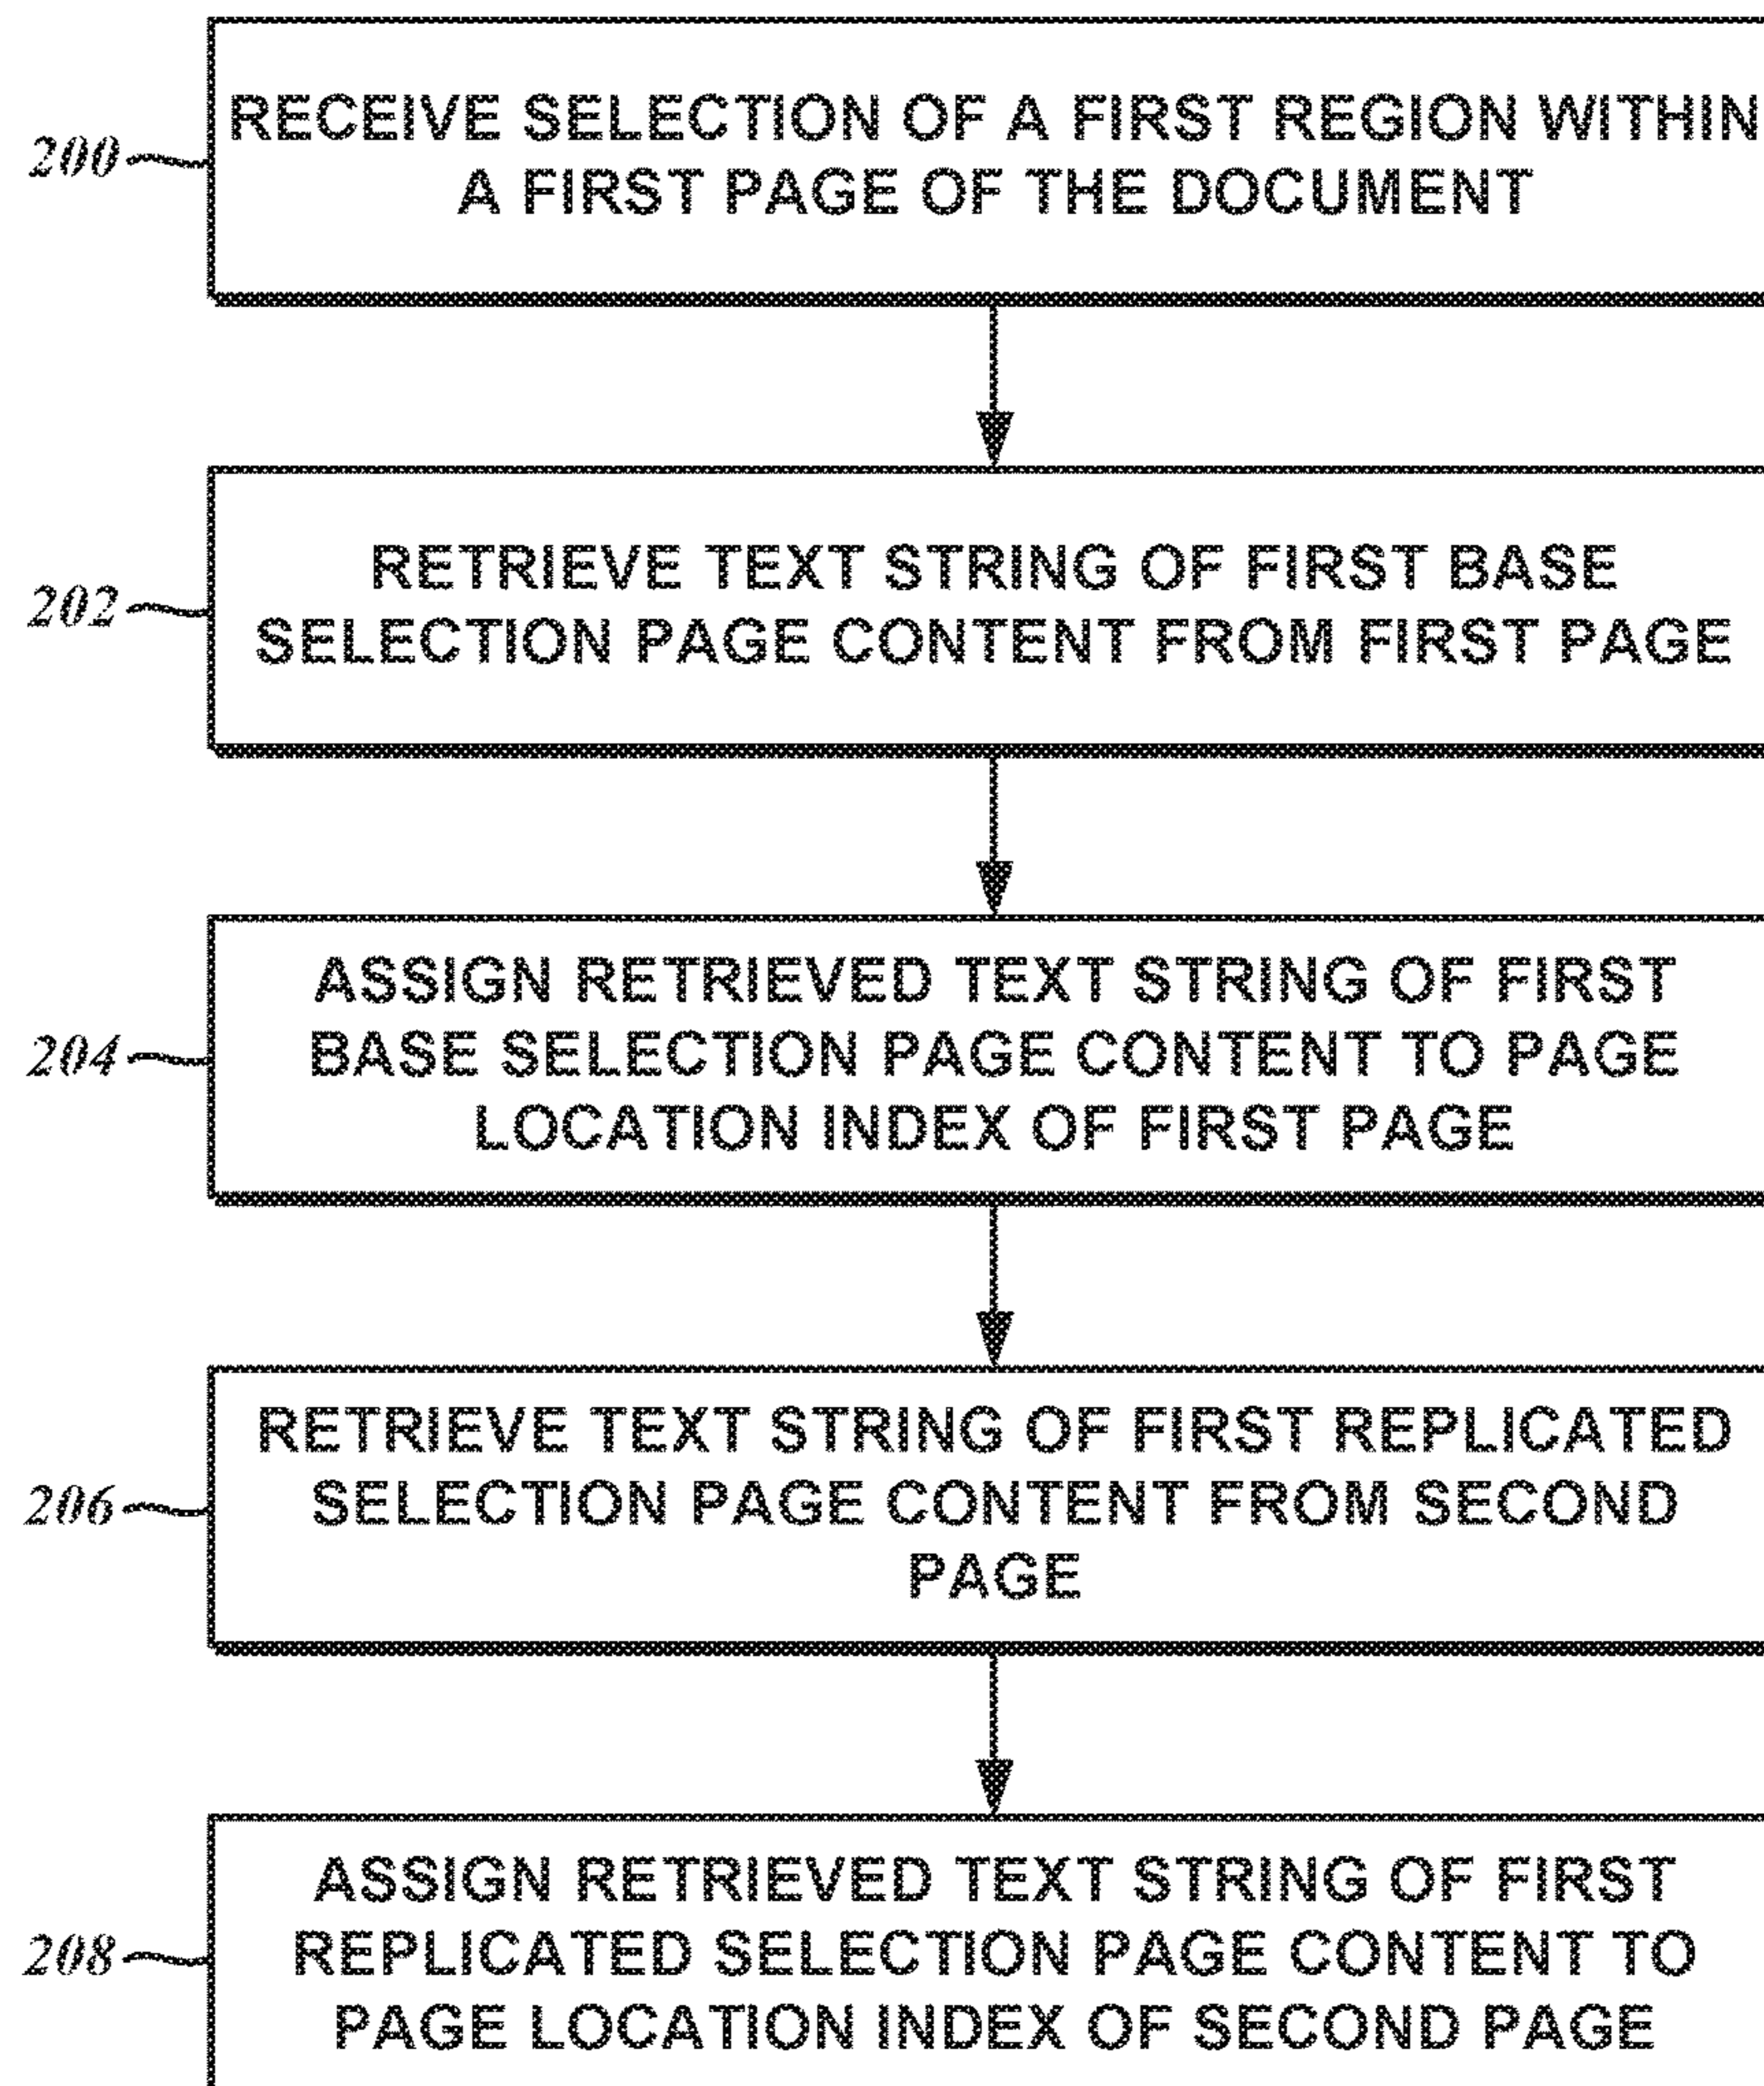 200
RECEIVE SELECTION OF A FIRST REGION WITHIN
A FIRST PAGE OF THE DOCUMENT
202
RETRIEVE TEXT STRING OF FIRST BASE
SELECTION PAGE CONTENT FROM FIRST PAGE
204
ASSIGN RETRIEVED TEXT STRING OF FIRST
BASE SELECTION PAGE CONTENT TO PAGE
LOCATION INDEX OF FIRST PAGE
206
RETRIEVE TEXT STRING OF FIRST REPLICATED
SELECTION PAGE CONTENT FROM SECOND
PAGE
208
ASSIGN RETRIEVED TEXT STRING OF FIRST
REPLICATED SELECTION PAGE CONTENT TO
PAGE LOCATION INDEX OF SECOND PAGE